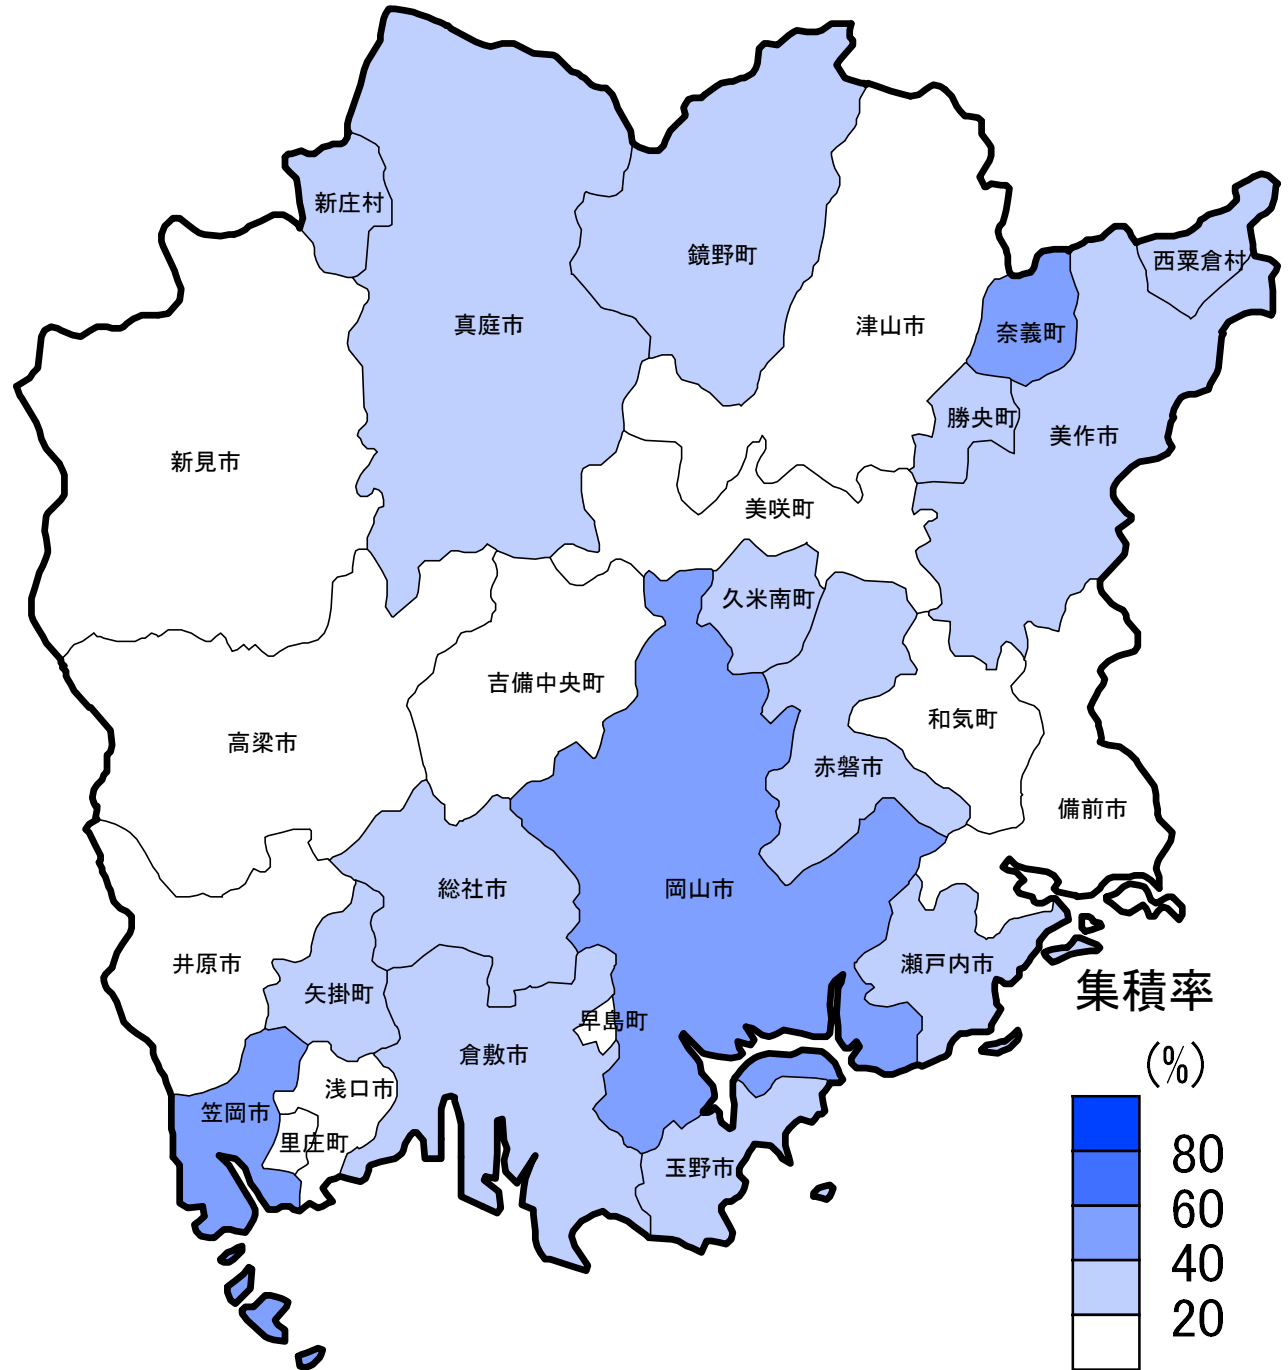 新庄村
鏡野町
西粟倉村
真庭市
津山市
奈義町
勝央町
美作市
新見市
美咲町
久米南町
吉備中央町
和気町
高梁市
赤磐市
備前市
総社市
岡山市
井原市
瀬戸内市
矢掛町
集積率
早島町
倉敷市
(%)
浅口市
笠岡市
里庄町
80
玉野市
60
40
20